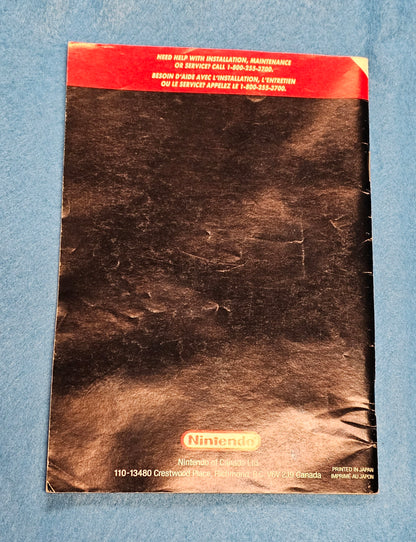 NEED HELP WITH INSTALLATION, MAINTENANCE
OR SERVICE? CALL 1-800-255-3700.
BESOIN D'AIDE AVEC L'INSTALLATION, L'ENTRETIEN
OU LE SERVICE? APPELEZ LE 1-800-255-3700.
Nintendo
Nintendo of Canada Ltd.
110-13480 Crestwood Place, Richmond, B.C. V6V 2J9 Canada
PRINTED IN JAPAN
IMPRIMÉ AU JAPON